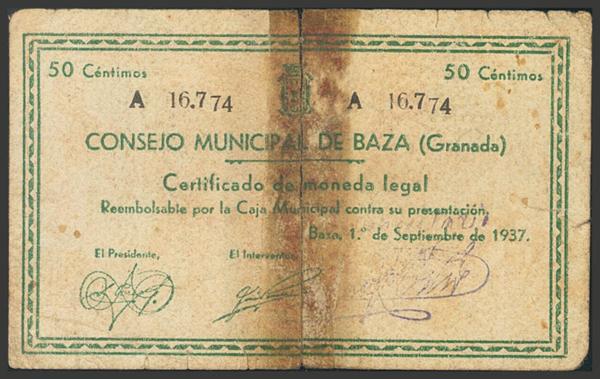 50 Céntimos 50 Céntimos
A 16.774 A 16.774
CONSEJO MUNICIPAL DE BAZA (Granada)
Certificado de moneda legal
Reembolsable por la Caja Municipal contra su presentación.
Baza, 1.º de Septiembre de 1937.
El Presidente, El Interventor